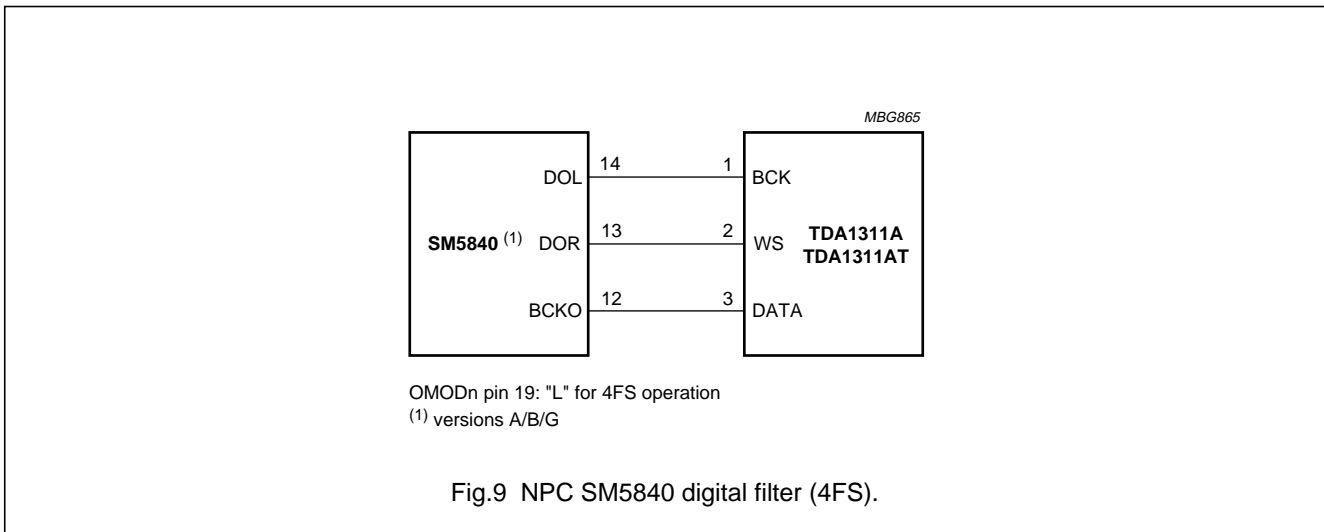 MBG865
DOL 14 1 BCK
SM5840 (1) DOR 13 2 WS TDA1311A
TDA1311AT
BCKO 12 3 DATA
OMODn pin 19: "L" for 4FS operation
(1) versions A/B/G
Fig.9 NPC SM5840 digital filter (4FS).